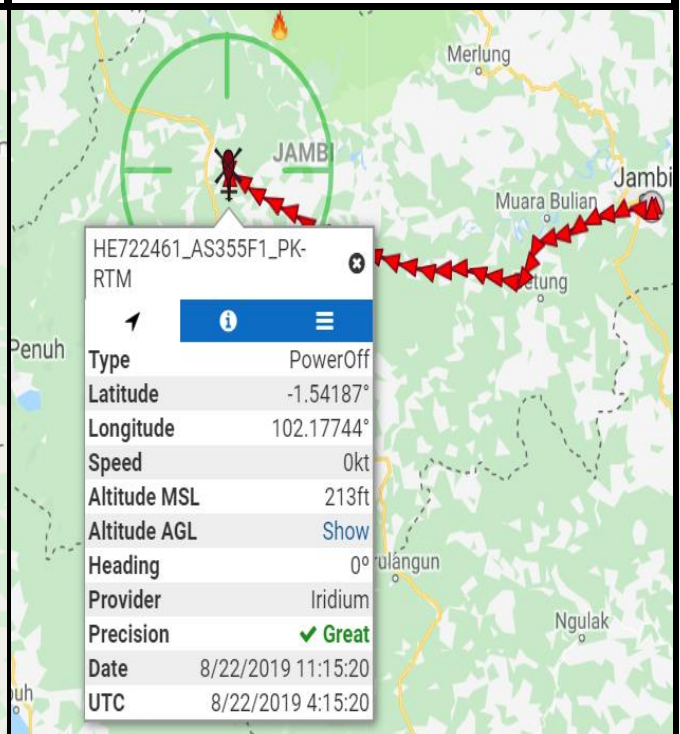 Merlung
JAMBI
Jambi
Muara Bulian
HE722461_AS355F1_PK-
RTM
Penuh
Type PowerOff
Latitude -1.54187°
Longitude 102.17744°
Speed 0kt
Altitude MSL 213ft
Altitude AGL Show
Heading 0°
Provider Iridium
Precision ✔ Great
Date 8/22/2019 11:15:20
UTC 8/22/2019 4:15:20
Ngulak